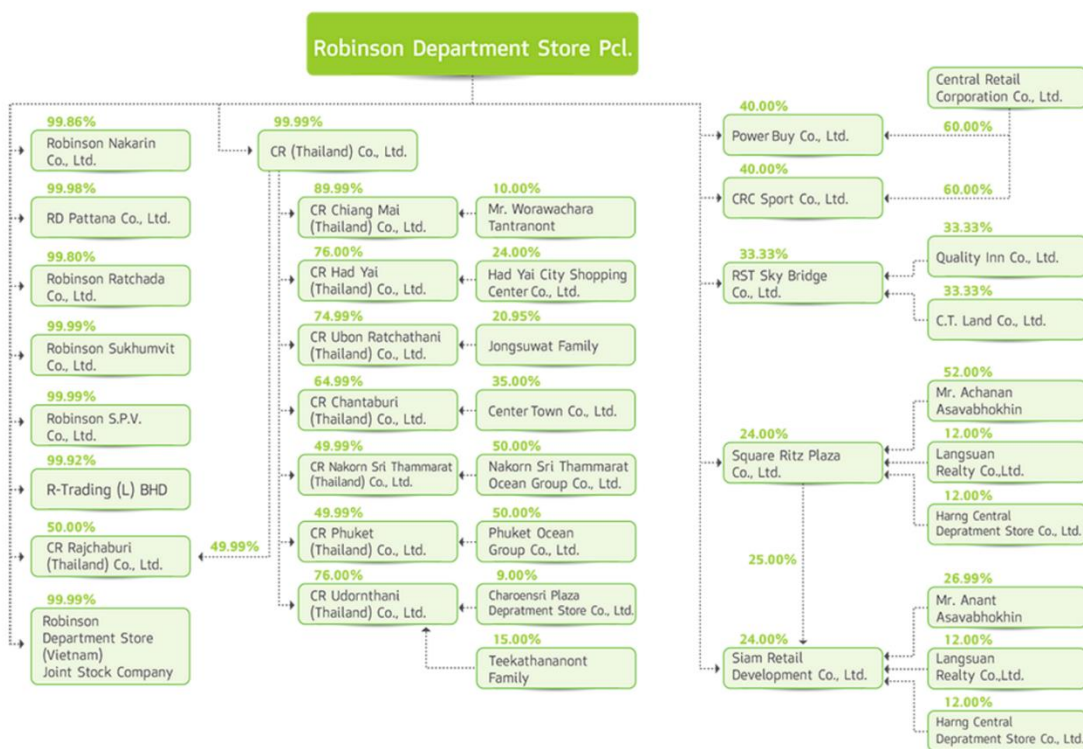 Robinson Department Store Pcl.
99.86%
Robinson Nakarin
Co., Ltd.
99.98%
RD Pattana Co., Ltd.
99.80%
Robinson Ratchada
Co., Ltd.
99.99%
Robinson Sukhumvit
Co., Ltd.
99.99%
Robinson S.P.V.
Co., Ltd.
99.92%
R-Trading (L) BHD
50.00%
CR Rajchaburi
(Thailand) Co., Ltd.
49.99%
99.99%
Robinson
Department Store
(Vietnam)
Joint Stock Company
99.99%
CR (Thailand) Co., Ltd.
89.99%
CR Chiang Mai
(Thailand) Co., Ltd.
10.00%
Mr. Worawachara
Tantranont
76.00%
CR Had Yai
(Thailand) Co., Ltd.
24.00%
Had Yai City Shopping
Center Co., Ltd.
74.99%
CR Ubon Ratchathani
(Thailand) Co., Ltd.
20.95%
Jongsuwat Family
64.99%
CR Chantaburi
(Thailand) Co., Ltd.
35.00%
Center Town Co., Ltd.
49.99%
CR Nakorn Sri Thammarat
(Thailand) Co., Ltd.
50.00%
Nakorn Sri Thammarat
Ocean Group Co., Ltd.
49.99%
CR Phuket
(Thailand) Co., Ltd.
50.00%
Phuket Ocean
Group Co., Ltd.
76.00%
CR Udornthani
(Thailand) Co., Ltd.
9.00%
Charoensri Plaza
Depratment Store Co., Ltd.
15.00%
Teekathananont
Family
Central Retail
Corporation Co., Ltd.
40.00%
Power Buy Co., Ltd.
60.00%
40.00%
CRC Sport Co., Ltd.
60.00%
33.33%
RST Sky Bridge
Co., Ltd.
33.33%
Quality Inn Co., Ltd.
33.33%
C.T. Land Co., Ltd.
24.00%
Square Ritz Plaza
Co., Ltd.
52.00%
Mr. Achanan
Asavabhokhin
12.00%
Langsuan
Realty Co.,Ltd.
12.00%
Harng Central
Depratment Store Co., Ltd.
25.00%
24.00%
Siam Retail
Development Co., Ltd.
26.99%
Mr. Anant
Asavabhokhin
12.00%
Langsuan
Realty Co.,Ltd.
12.00%
Harng Central
Depratment Store Co., Ltd.